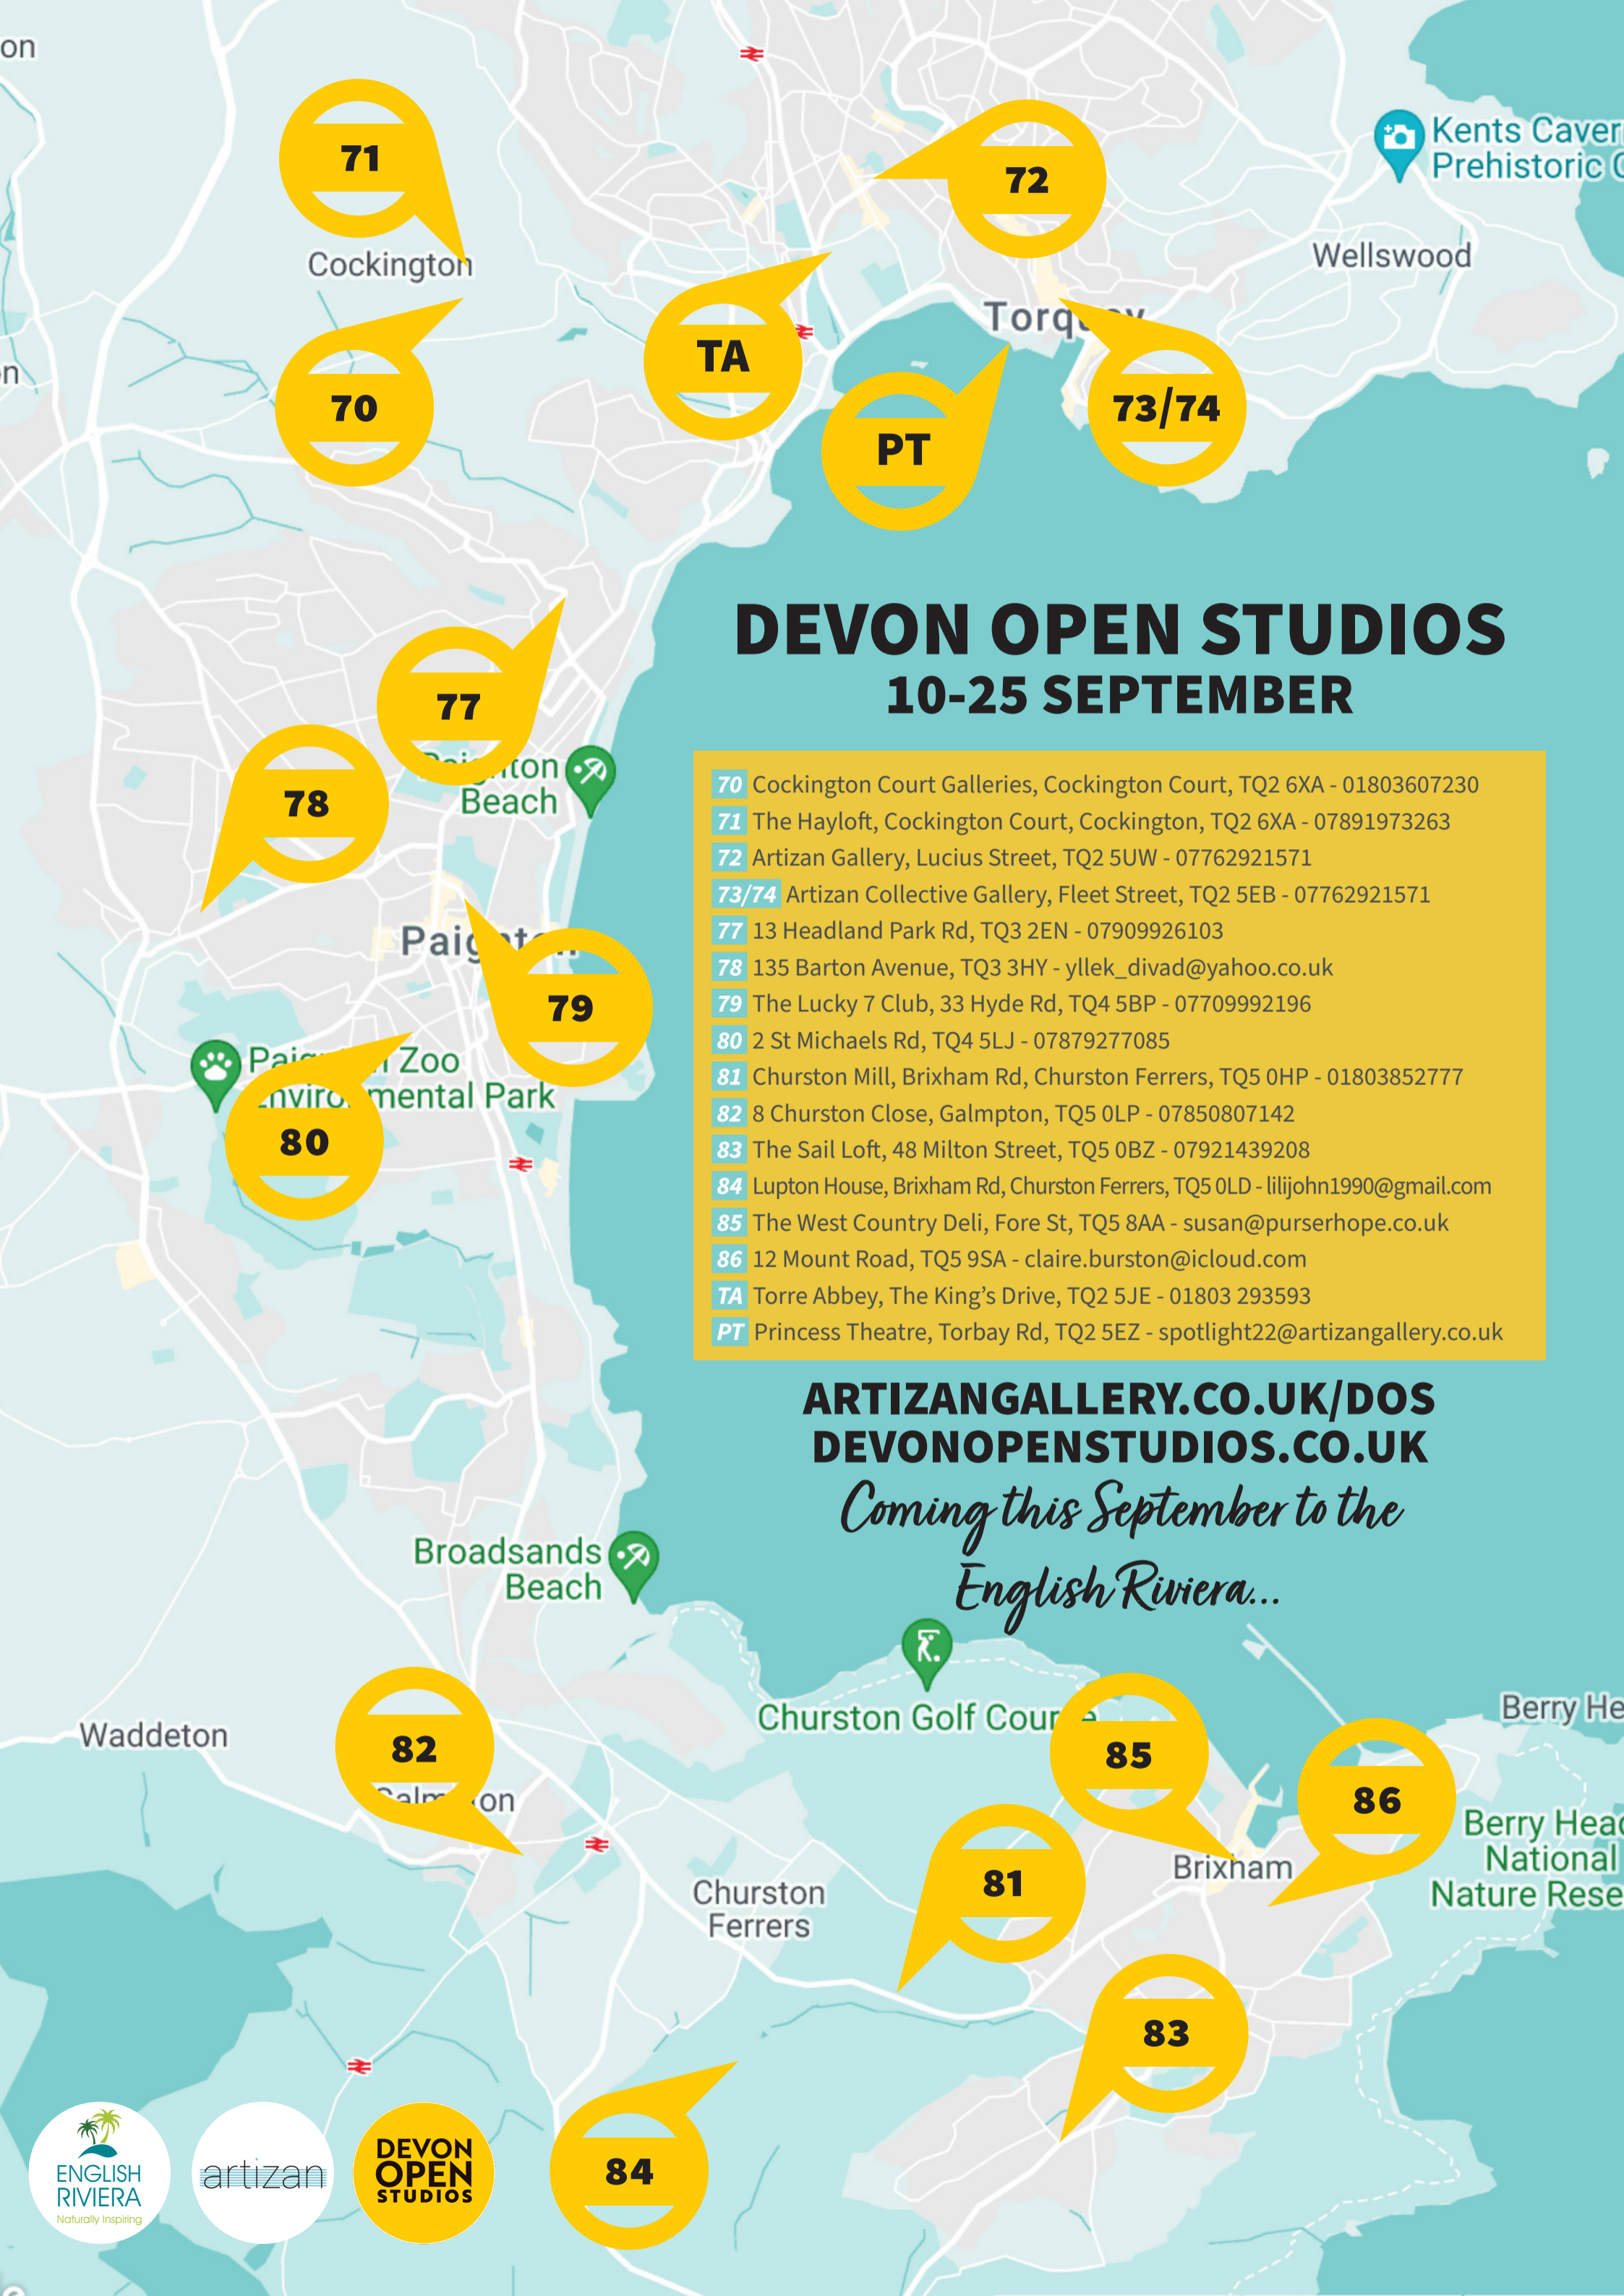 on
71
72
Kents Caver
Prehistoric
Cockington
Wellswood
Torquay
TA
n
70
73/74
PT
DEVON OPEN STUDIOS
10-25 SEPTEMBER
77
78
Beach
70 Cockington Court Galleries, Cockington Court, TQ2 6XA - 01803607230
71 The Hayloft, Cockington Court, Cockington, TQ2 6XA - 07891973263
72 Artizan Gallery, Lucius Street, TQ2 5UW - 07762921571
73/74 Artizan Collective Gallery, Fleet Street, TQ2 5EB - 07762921571
77 13 Headland Park Rd, TQ3 2EN - 07909926103
78 135 Barton Avenue, TQ3 3HY - yllek_divad@yahoo.co.uk
79 The Lucky 7 Club, 33 Hyde Rd, TQ4 5BP - 07709992196
80 2 St Michaels Rd, TQ4 5LJ - 07879277085
81 Churston Mill, Brixham Rd, Churston Ferrers, TQ5 0HP - 01803852777
82 8 Churston Close, Galmpton, TQ5 0LP - 07850807142
83 The Sail Loft, 48 Milton Street, TQ5 0BZ - 07921439208
84 Lupton House, Brixham Rd, Churston Ferrers, TQ5 0LD - lilijohn1990@gmail.com
85 The West Country Deli, Fore St, TQ5 8AA - susan@purserhope.co.uk
86 12 Mount Road, TQ5 9SA - claire.burston@icloud.com
TA Torre Abbey, The King's Drive, TQ2 5JE - 01803 293593
PT Princess Theatre, Torbay Rd, TQ2 5EZ - spotlight22@artizangallery.co.uk
Paignton
79
Paignton Zoo
Environmental Park
80
ARTIZANGALLERY.CO.UK/DOS
DEVONOPENSTUDIOS.CO.UK
Coming this September to the
English Riviera...
Broadsands
Beach
Churston Golf Course
Waddeton
82
85
Berry He
86
Berry Hea
National
Nature Rese
Brixham
81
Churston
Ferrers
83
84
ENGLISH
RIVIERA
Naturally Inspiring
artizan
DEVON
OPEN
STUDIOS